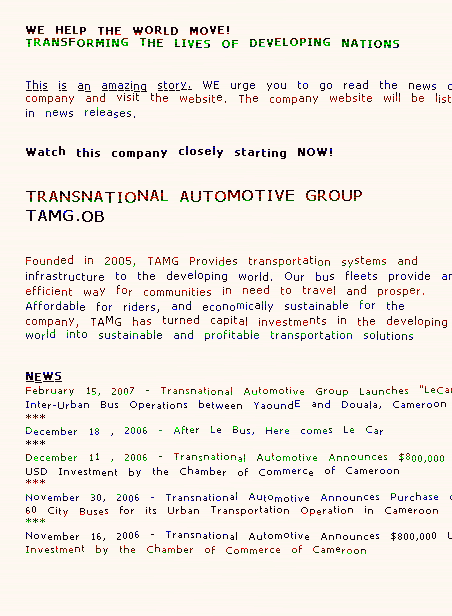 WE HELP THE WORLD MOVE!
TRANSFORMING THE LIVES OF DEVELOPING NATIONS
This is an amazing story. WE urge you to go read the news
company and visit the website. The company website will be
in news releases.
Watch this company closely starting NOW!
TRANSNATIONAL AUTOMOTIVE GROUP
TAMG.OB
Founded in 2005, TAMG Provides transportation systems and
infrastructure to the developing world. Our bus fleets provide
efficient way for communities in need to travel and prosper.
Affordable for riders, and economically sustainable for the
company, TAMG has turned capital investments in the developing
world into sustainable and profitable transportation solutions
NEWS
February 15, 2007 - Transnational Automotive Group Launches
Inter-Urban Bus Operations between YaoundE and Douala, Cameroon
***
December 18 , 2006 - After Le Bus, Here comes Le Car
***
December 11 , 2006 - Transnational Automotive Announces $800,000
USD Investment by the Chamber of Commerce of Cameroon
***
November 30, 2006 - Transnational Automotive Announces Purchase
60 City Buses for its Urban Transportation Operation in Cameroon
***
November 16, 2006 - Transnational Automotive Announces $800,000
Investment by the Chamber of Commerce of Cameroon